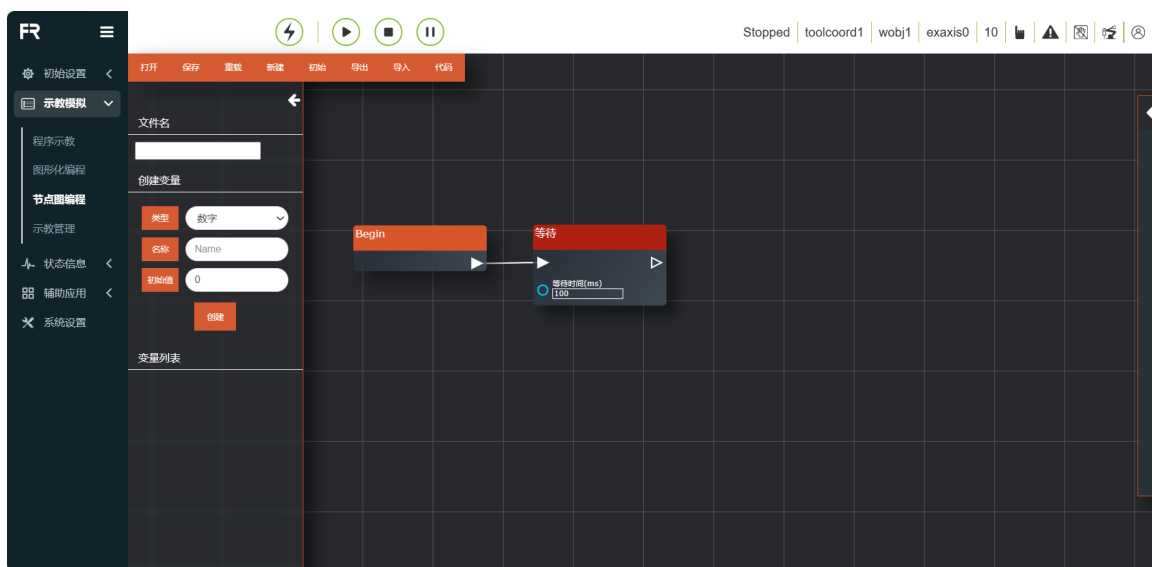 FR
Stopped toolcoord1 wobj1 exaxis0 10
初始设置
示教模拟
程序示教
图形化编程
节点图编程
示教管理
状态信息
辅助应用
系统设置
打开 保存 重载 新建 初始 导出 导入 代码
文件名
创建变量
类型 数字
名称 Name
初始值 0
创建
变量列表
Begin
等待
等待时间(ms)
100